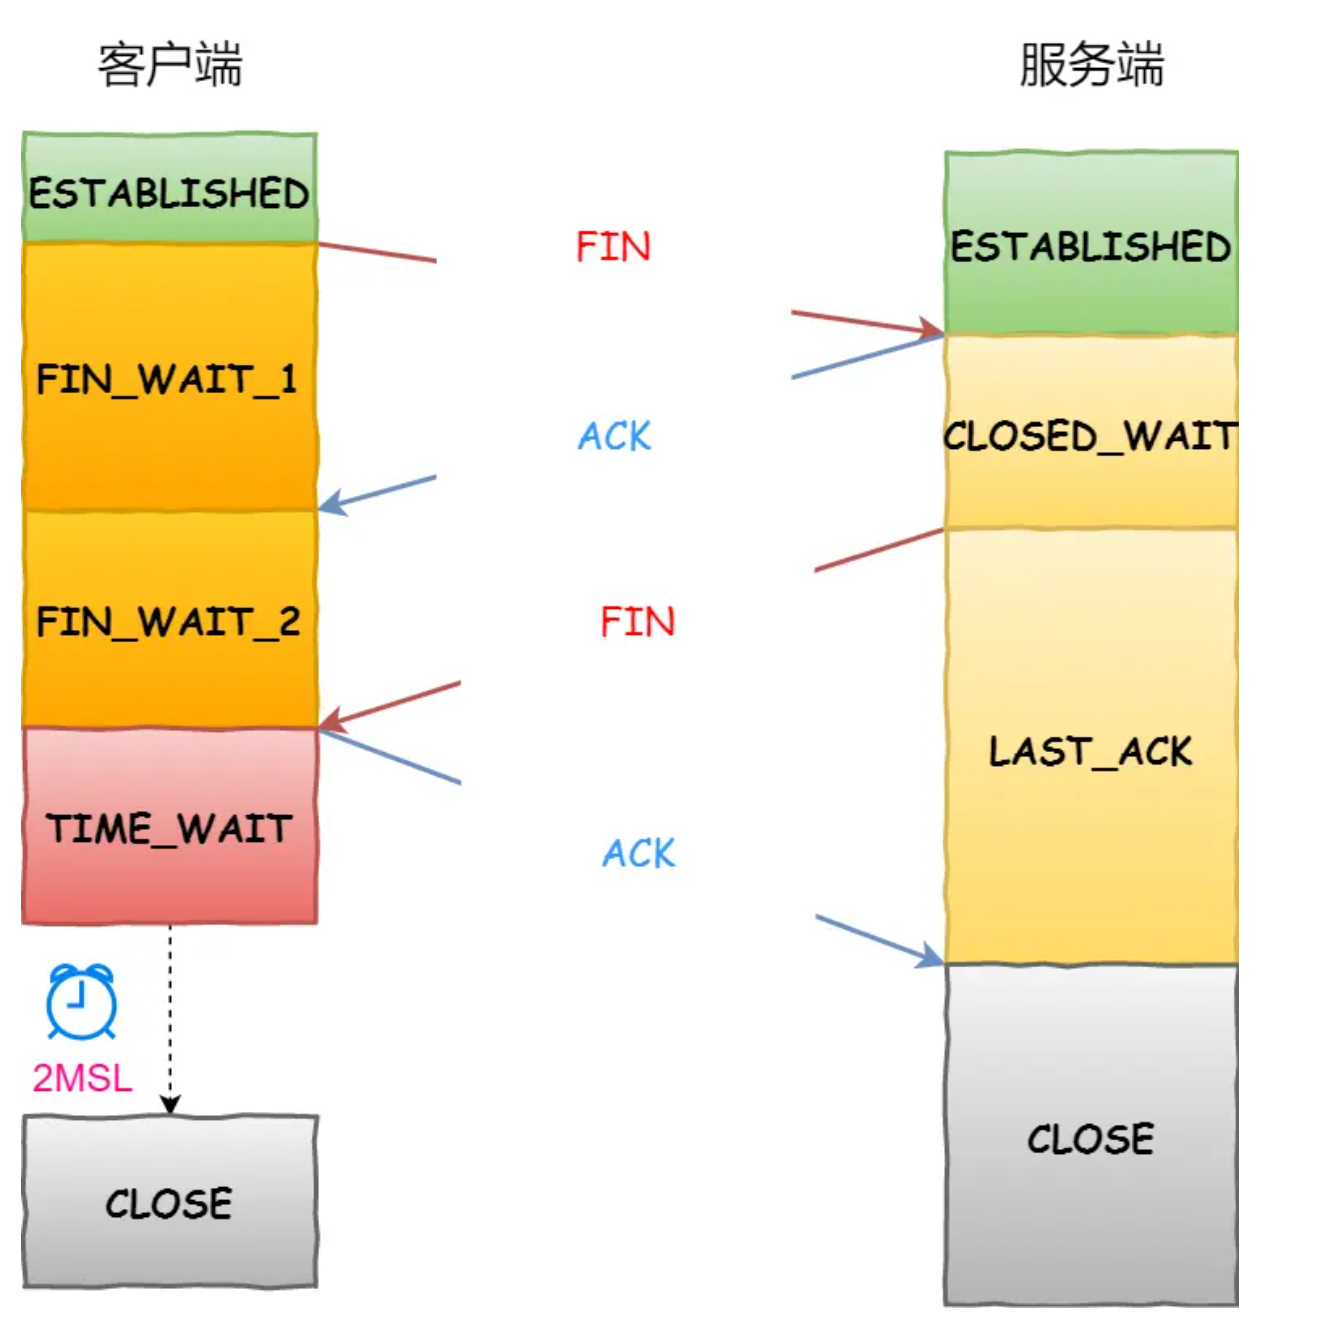 客户端
服务端
ESTABLISHED
FIN
ESTABLISHED
FIN_WAIT_1
ACK
CLOSED_WAIT
FIN_WAIT_2
FIN
LAST_ACK
TIME_WAIT
ACK
2MSL
CLOSE
CLOSE